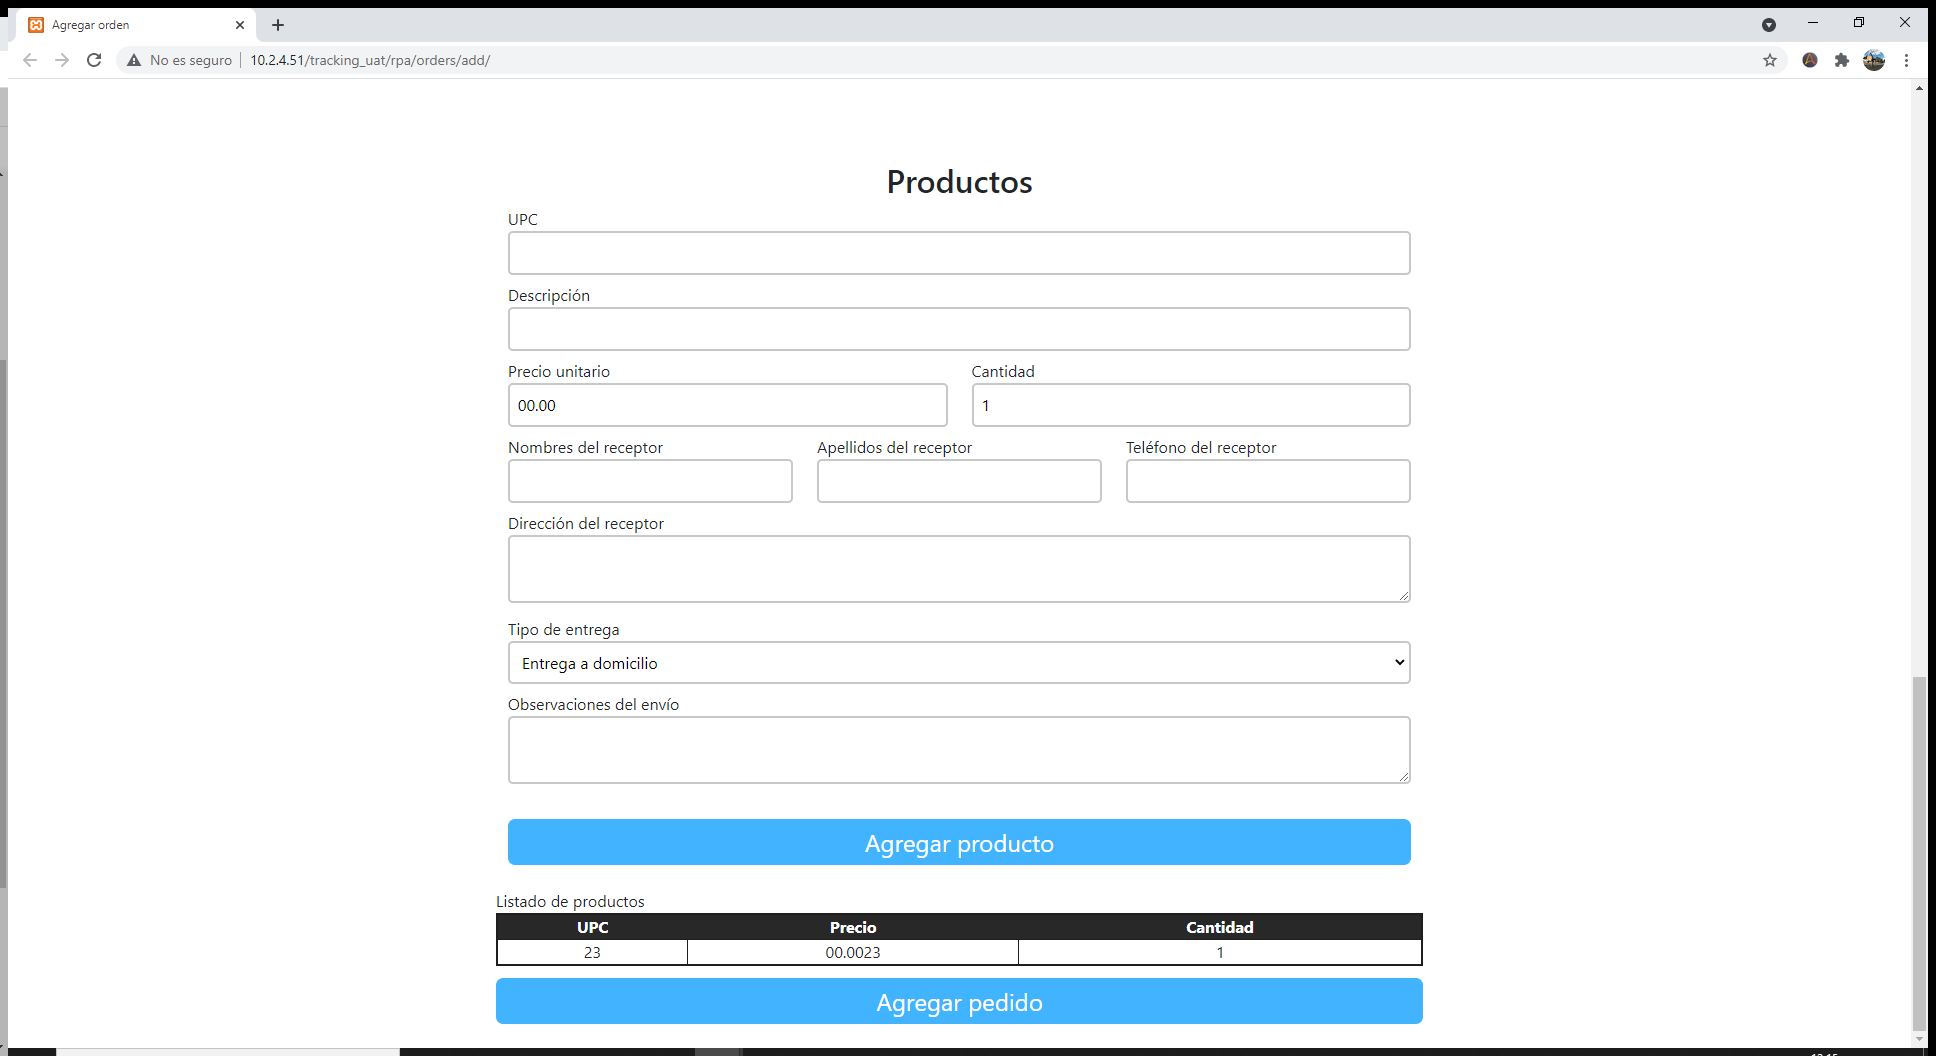 Agregar orden
No es seguro | 10.2.4.51/tracking_uat/rpa/orders/add/
Productos
UPC
Descripción
Precio unitario Cantidad
00.00 1
Nombres del receptor Apellidos del receptor Teléfono del receptor
Dirección del receptor
Tipo de entrega
Entrega a domicilio
Observaciones del envío
Agregar producto
Listado de productos
UPC Precio Cantidad
23 00.0023 1
Agregar pedido